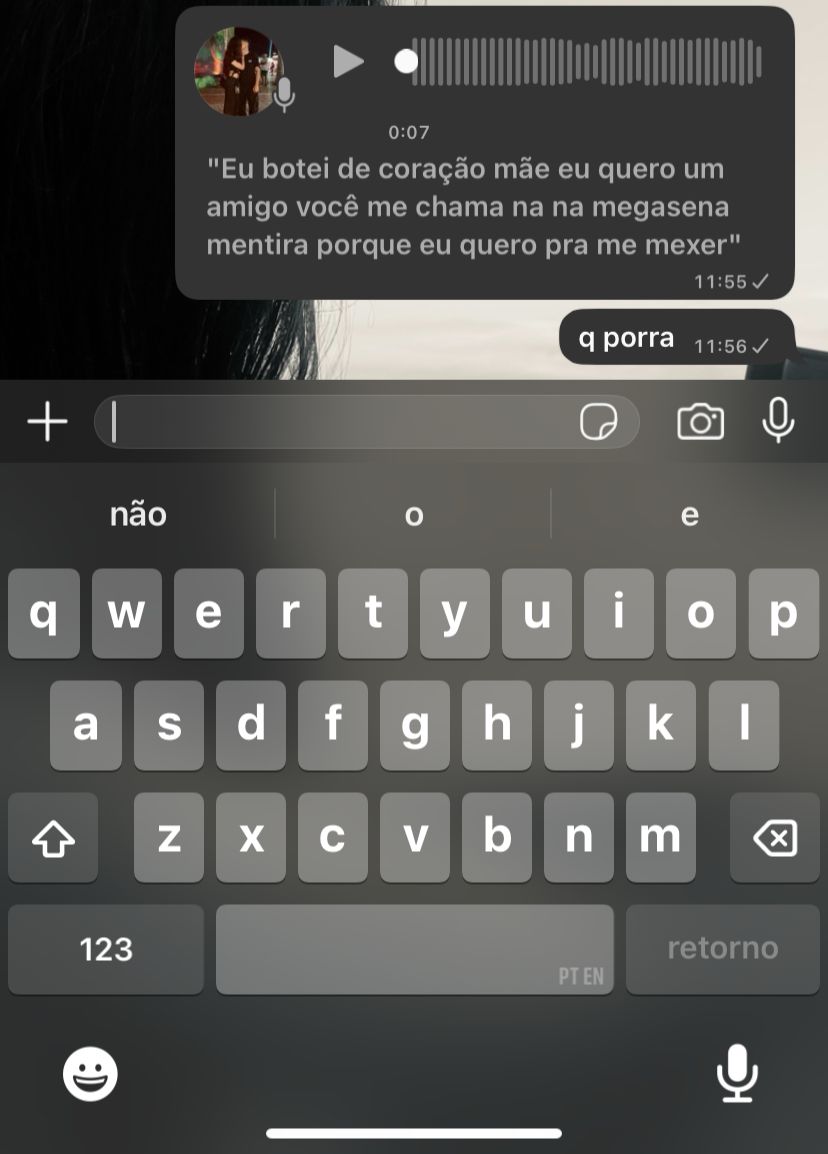 0:07
"Eu botei de coração mãe eu quero um
amigo você me chama na na megasena
mentira porque eu quero pra me mexer"
11:55
q porra 11:56
não o e
q w e r t y u i o p
a s d f g h j k l
z x c v b n m
123 PT EN retorno